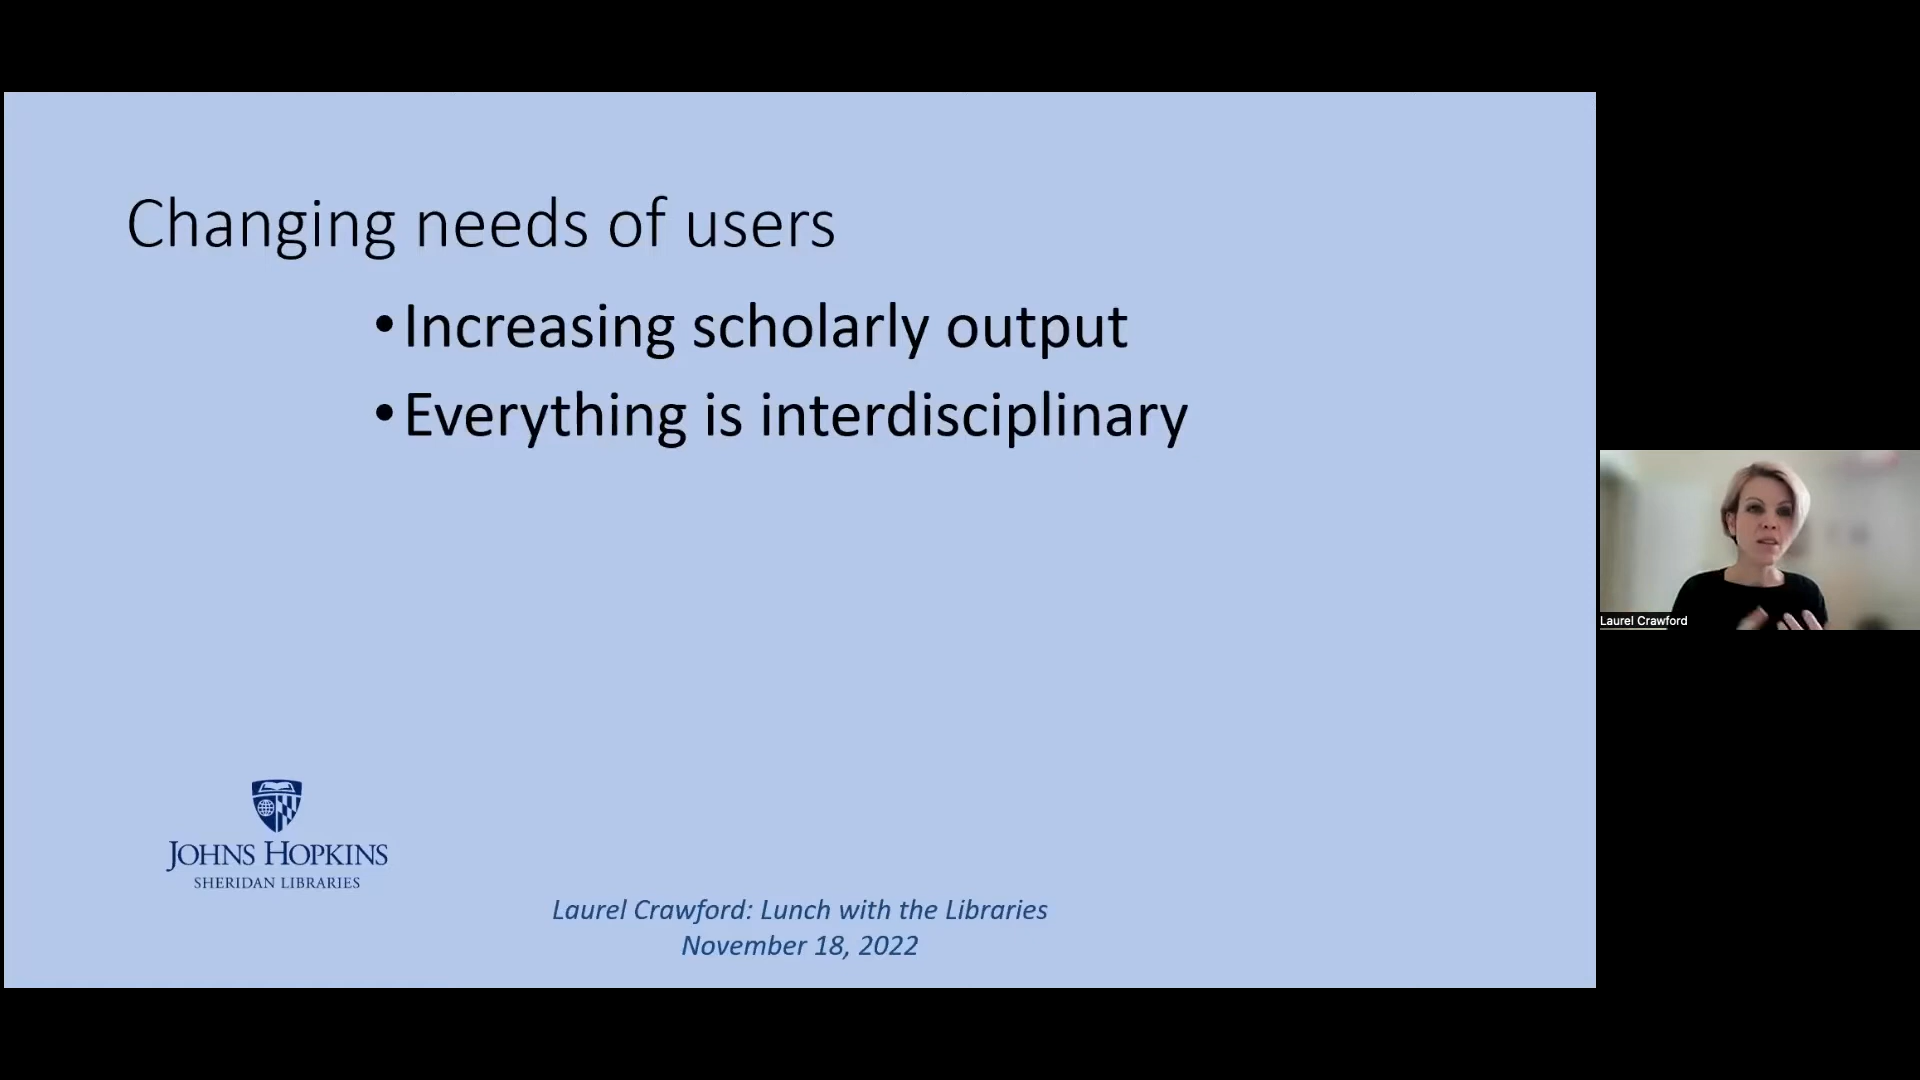 Changing needs of users
•Increasing scholarly output
•Everything is interdisciplinary
Laurel Crawford
JOHNS HOPKINS
SHERIDAN LIBRARIES
Laurel Crawford: Lunch with the Libraries
November 18, 2022